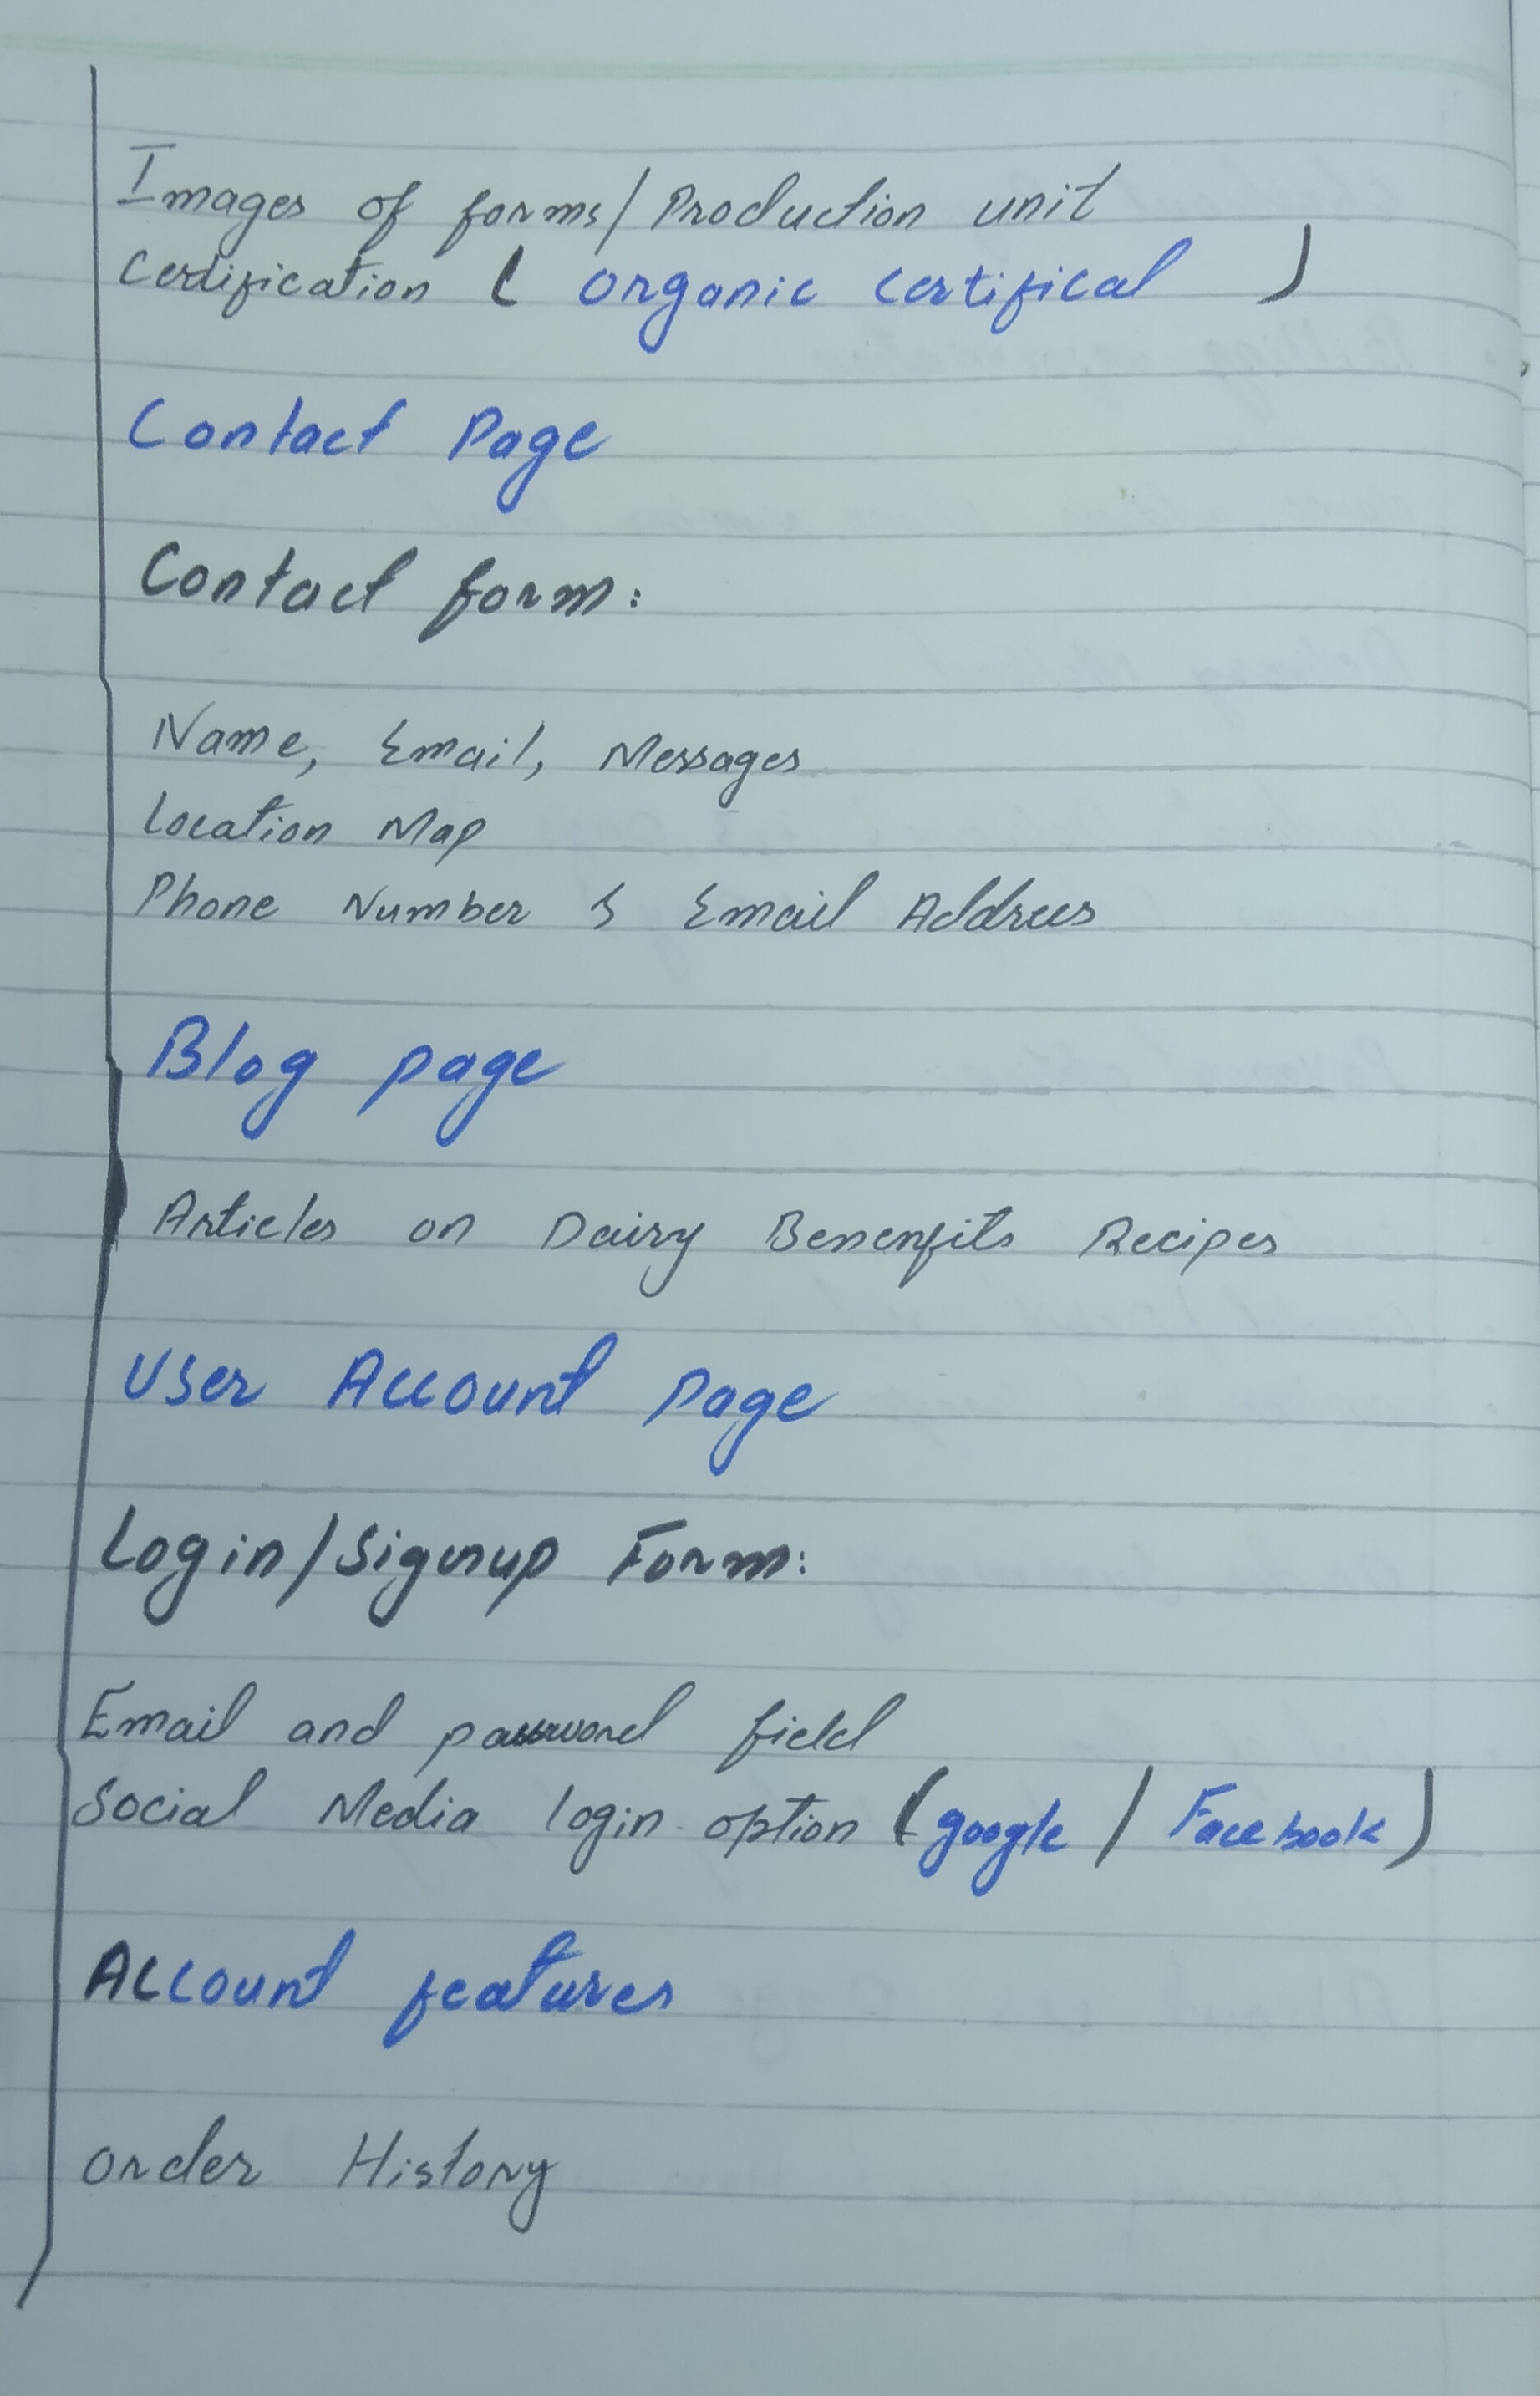 Images of forms/Production unit
Certification ( organic certifical )
Contact Page
Contact form:
Name, Email, Messages
Location Map
Phone Number & Email Address
Blog page
Articles on Dairy Benenfits Recipes
User Account Page
Login/Signup Form:
Email and password field
Social Media login option (google / Facebook)
Account features
order History